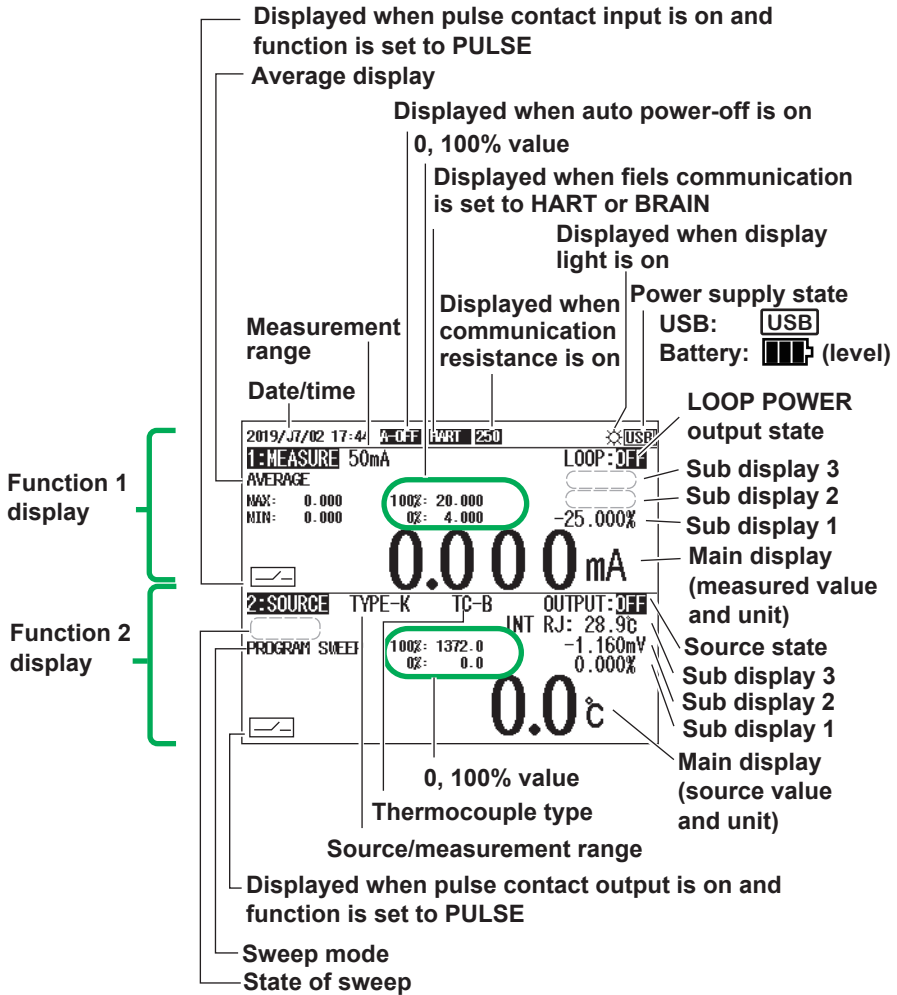 Displayed when pulse contact input is on and
function is set to PULSE
Average display
Displayed when auto power-off is on
0, 100% value
Displayed when fiels communication
is set to HART or BRAIN
Displayed when display
light is on
Displayed when
communication
resistance is on
Power supply state
USB: USB
Battery: (level)
Measurement
range
Date/time
LOOP POWER
output state
Function 1
display
2019/07/02 17:44 A-OFF HART 250 USB
1:MEASURE 50mA LOOP:OFF
AVERAGE
MAX: 0.000 100%: 20.000
MIN: 0.000 0%: 4.000 -25.000%
0.000 mA
Sub display 3
Sub display 2
Sub display 1
Main display
(measured value
and unit)
Function 2
display
2:SOURCE TYPE-K TC-B OUTPUT:OFF
INT RJ: 28.9℃
PROGRAM SWEEP 100%: 1372.0 -1.160mV
0%: 0.0 0.000%
0.0 ℃
Source state
Sub display 3
Sub display 2
Sub display 1
Main display
(source value
and unit)
0, 100% value
Thermocouple type
Source/measurement range
Displayed when pulse contact output is on and
function is set to PULSE
Sweep mode
State of sweep